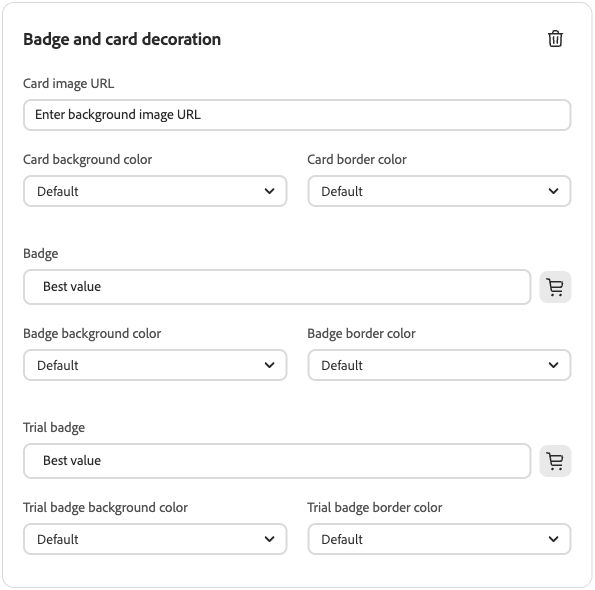 Badge and card decoration
Card image URL
Enter background image URL
Card background color
Card border color
Default
Default
Badge
Best value
Badge background color
Badge border color
Default
Default
Trial badge
Best value
Trial badge background color
Trial badge border color
Default
Default